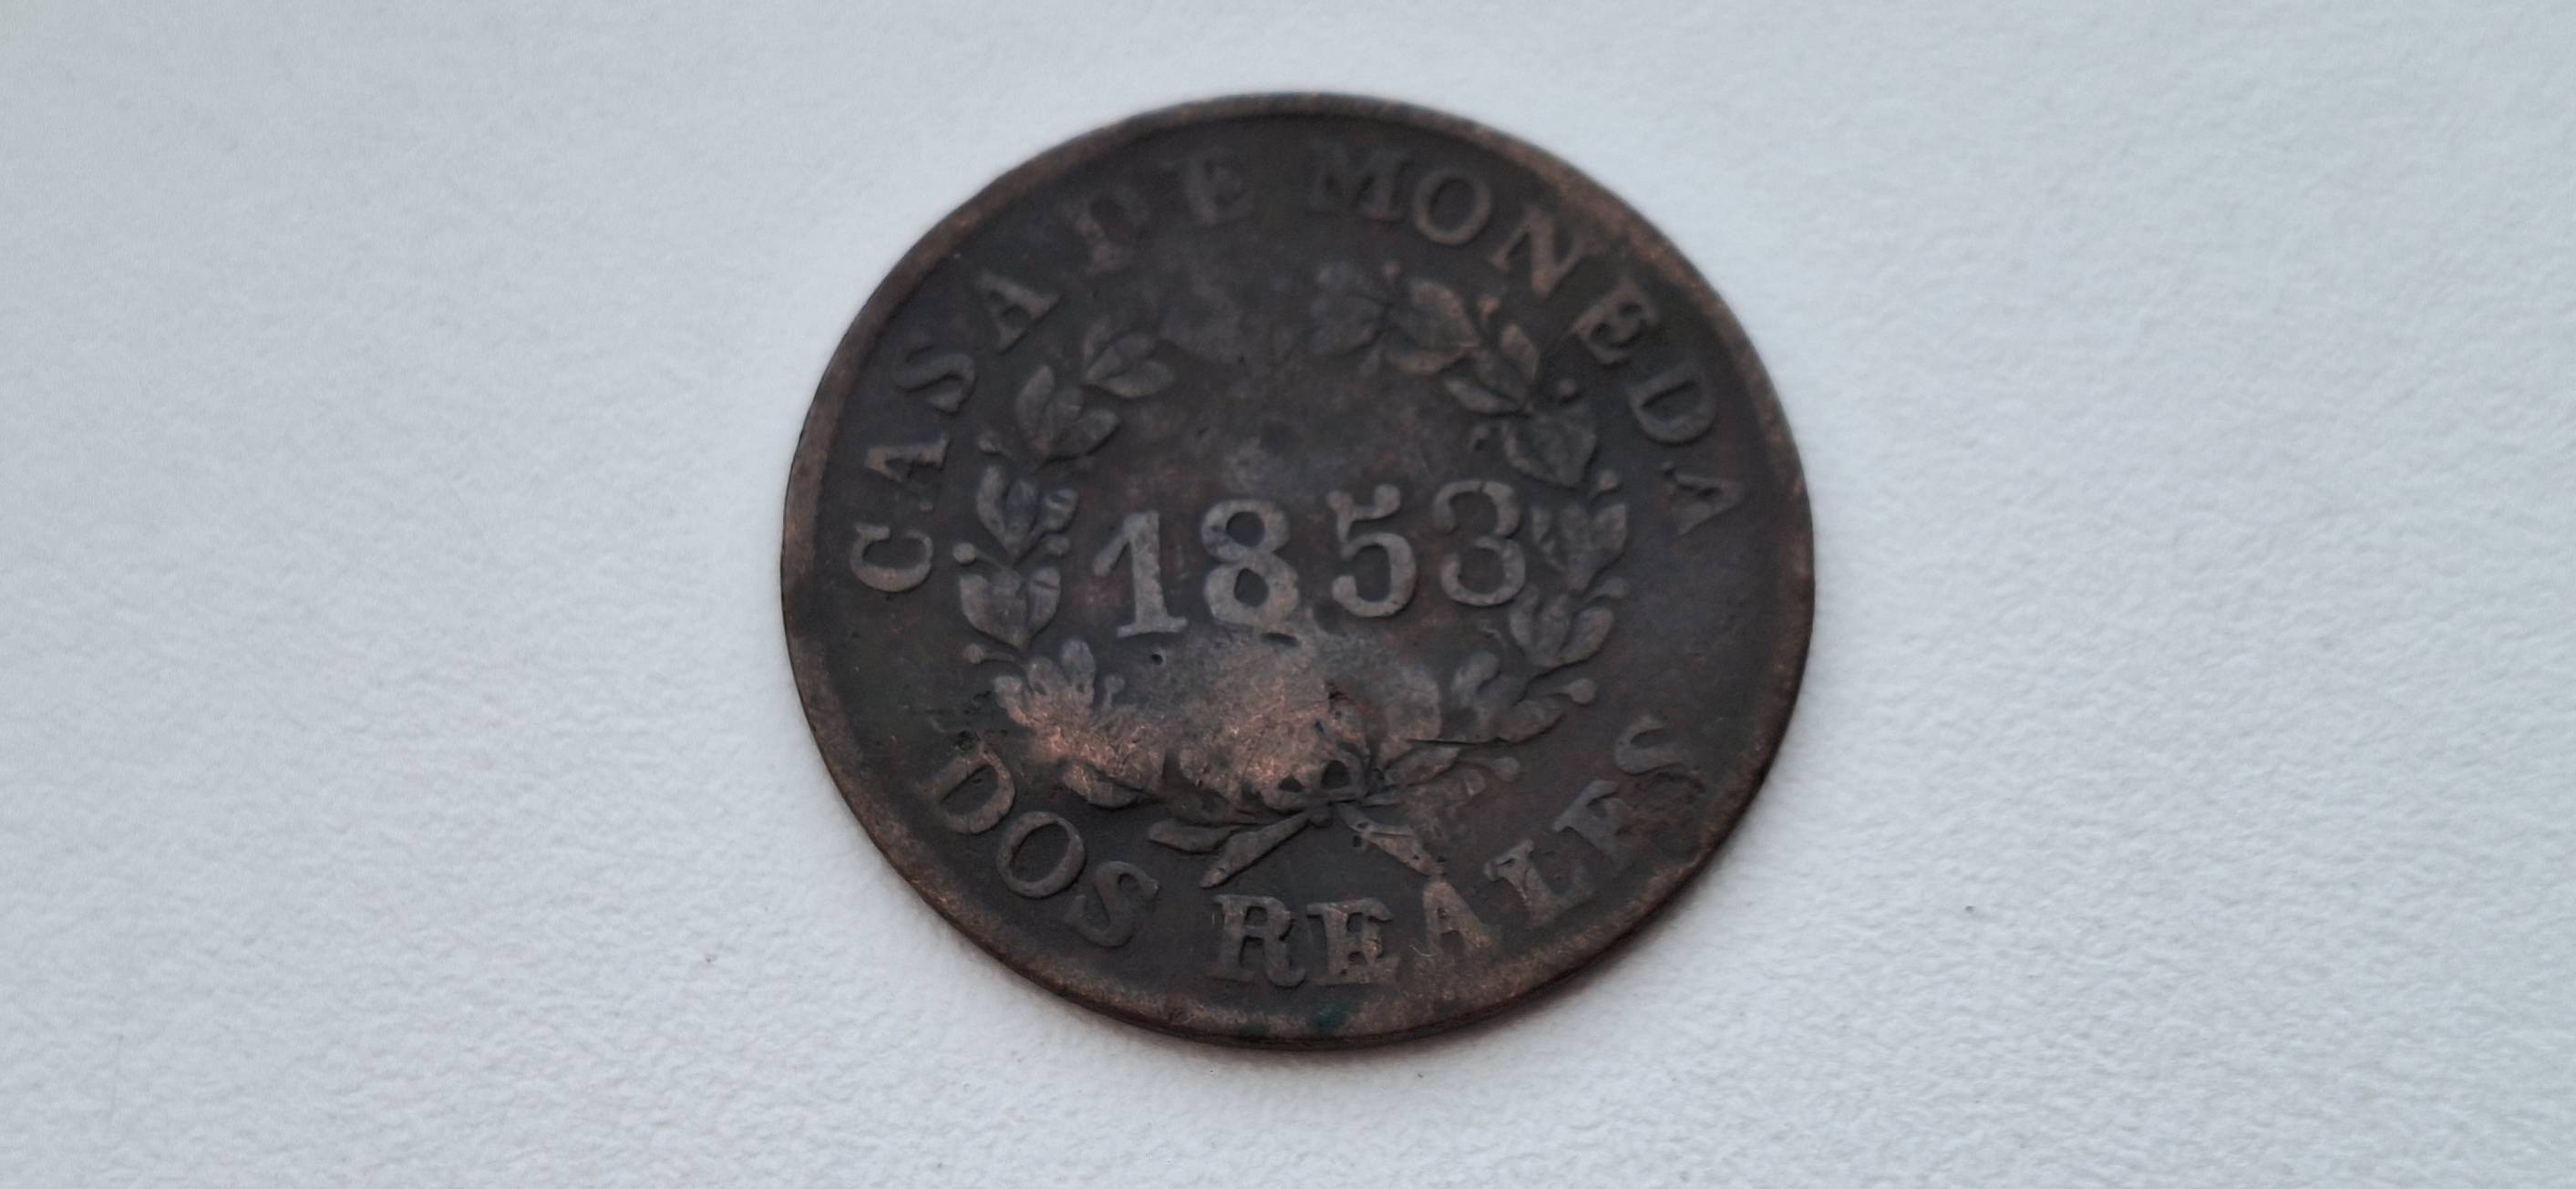 CASA DE MONEDA
1853
DOS REALES